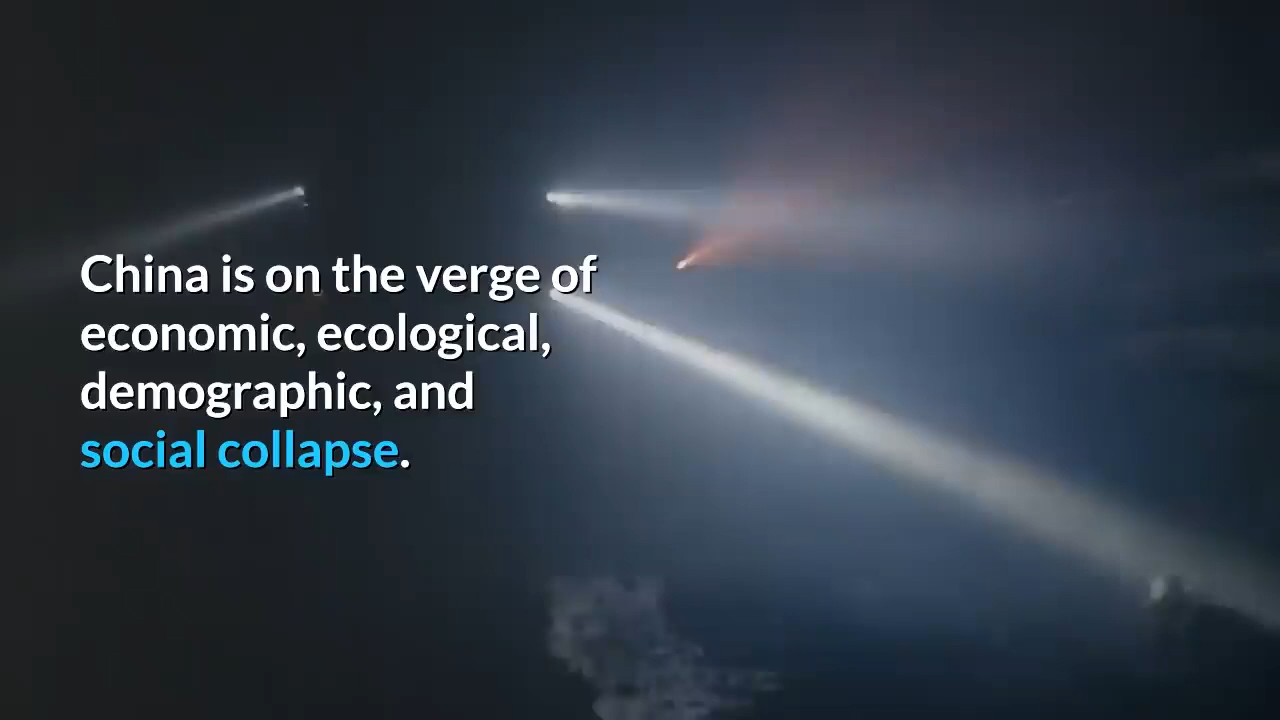 China is on the verge of
economic, ecological,
demographic, and
social collapse.